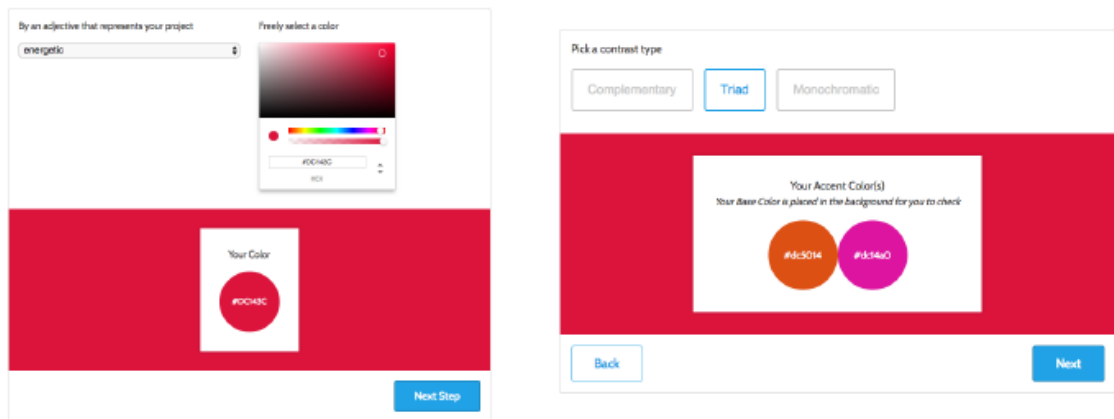 By an adjective that represents your project
energetic
Freely select a color
#DC143C
HEX
Your Color
#DC143C
Next Step
Pick a contrast type
Complementary
Triad
Monochromatic
Your Accent Color(s)
Your Base Color is placed in the background for you to check
#dc5014
#dc14a0
Back
Next